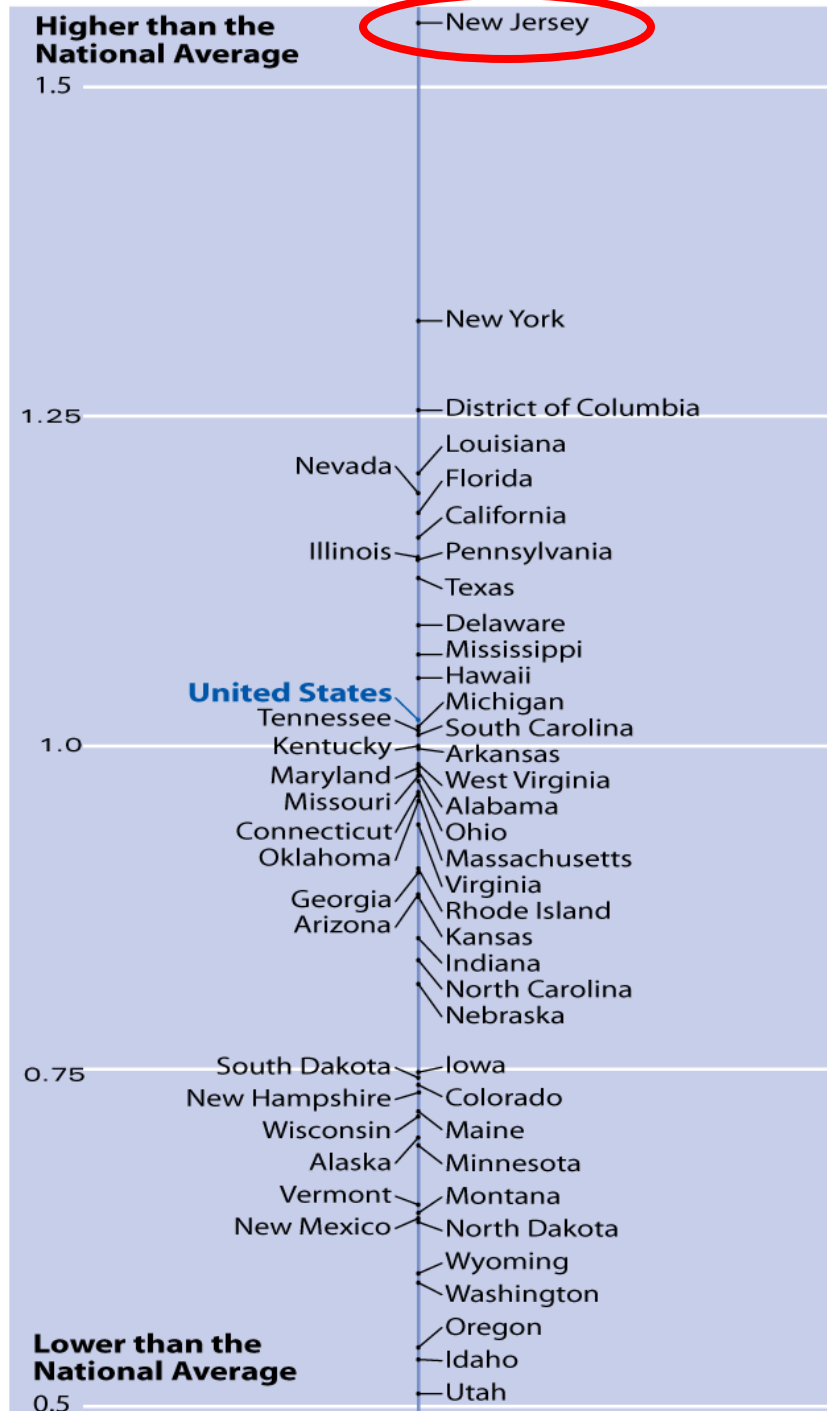 Higher than the
National Average
New Jersey
1.5
New York
District of Columbia
1.25
Louisiana
Nevada
Florida
California
Illinois
Pennsylvania
Texas
Delaware
Mississippi
Hawaii
United States
Michigan
Tennessee
South Carolina
1.0
Kentucky
Arkansas
Maryland
West Virginia
Missouri
Alabama
Connecticut
Ohio
Oklahoma
Massachusetts
Virginia
Georgia
Rhode Island
Arizona
Kansas
Indiana
North Carolina
Nebraska
South Dakota
Iowa
0.75
New Hampshire
Colorado
Wisconsin
Maine
Alaska
Minnesota
Vermont
Montana
New Mexico
North Dakota
Wyoming
Washington
Oregon
Lower than the
National Average
Idaho
Utah
0.5